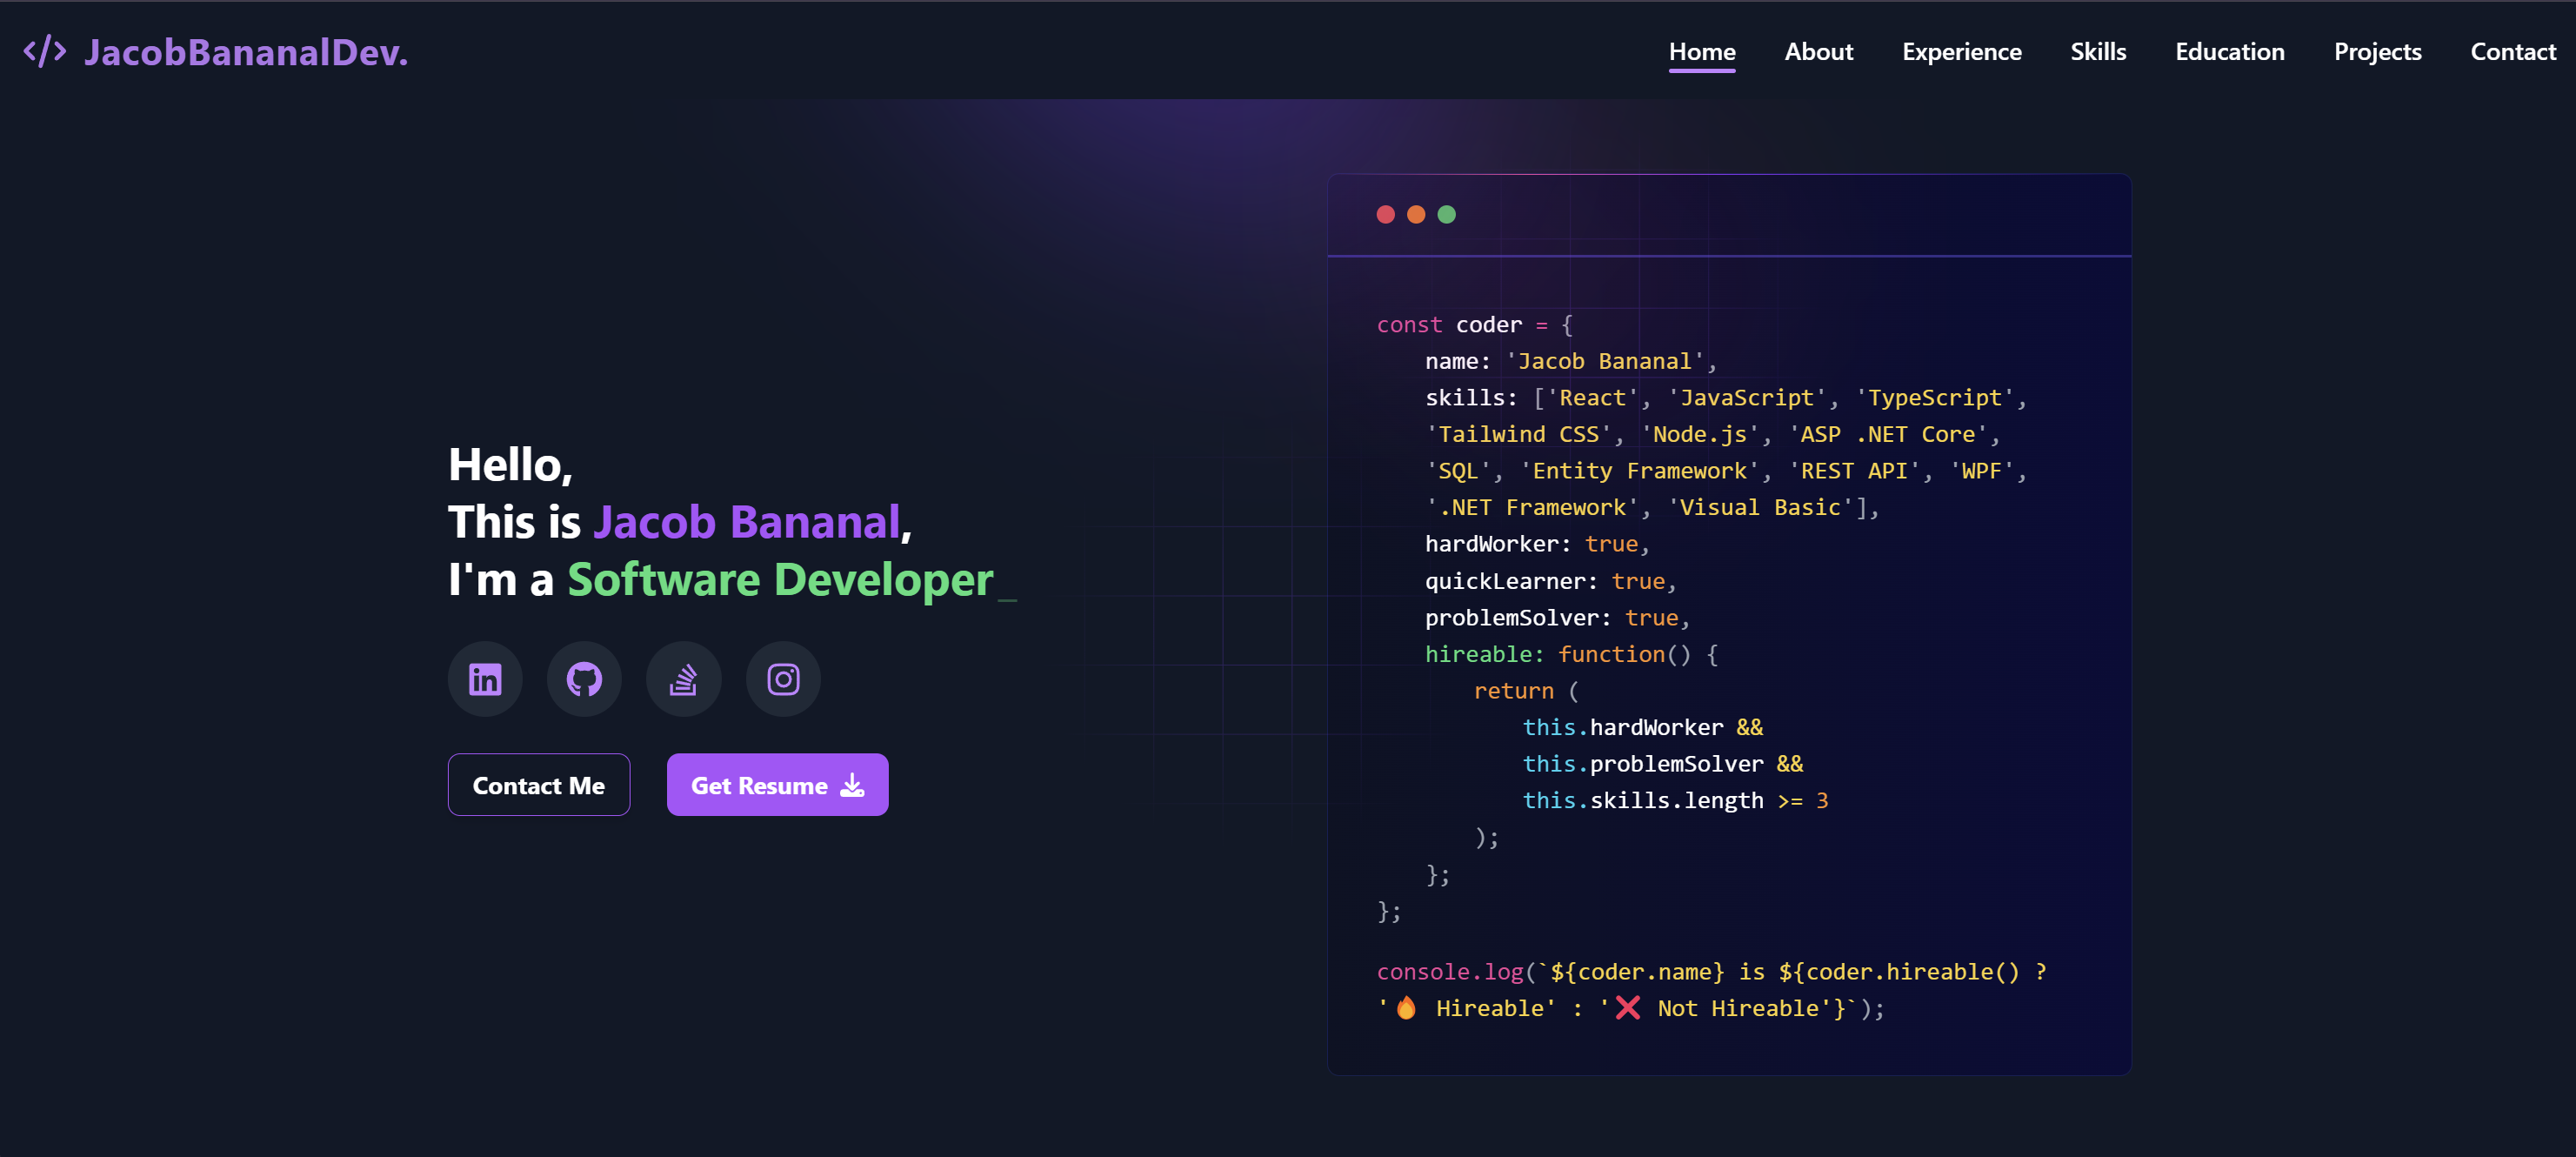 </> JacobBananalDev.
Home About Experience Skills Education Projects Contact
Hello,
This is Jacob Bananal,
I'm a Software Developer_
Contact Me
Get Resume
const coder = {
name: 'Jacob Bananal',
skills: ['React', 'JavaScript', 'TypeScript',
'Tailwind CSS', 'Node.js', 'ASP .NET Core',
'SQL', 'Entity Framework', 'REST API', 'WPF',
'.NET Framework', 'Visual Basic'],
hardWorker: true,
quickLearner: true,
problemSolver: true,
hireable: function() {
return (
this.hardWorker &&
this.problemSolver &&
this.skills.length >= 3
);
};
};
console.log(`${coder.name} is ${coder.hireable() ?
'🔥 Hireable' : '❌ Not Hireable'}`);